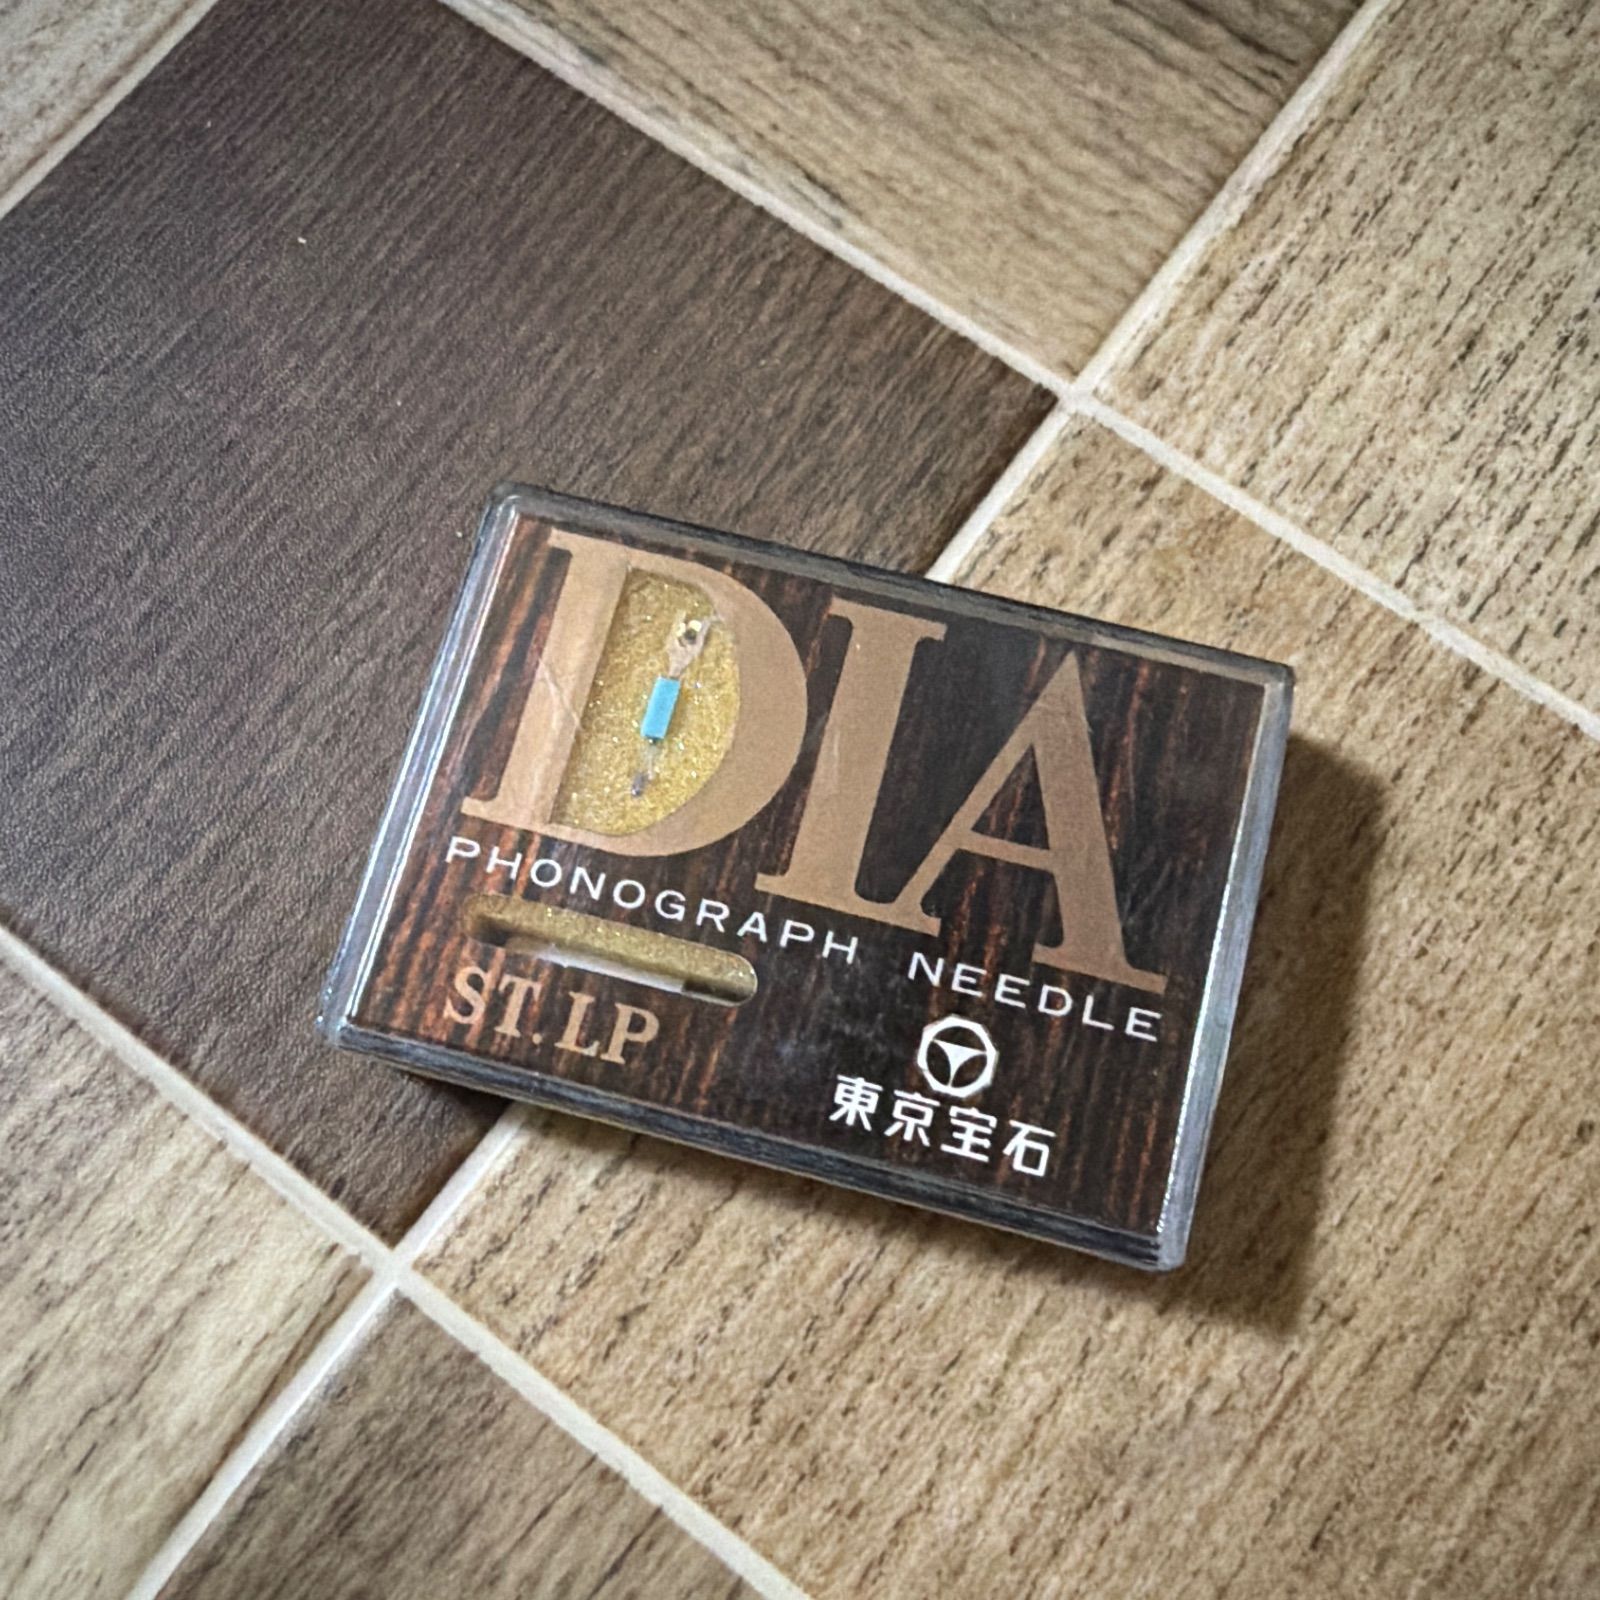 DIA
PHONOGRAPH NEEDLE
ST. LP
東京宝石